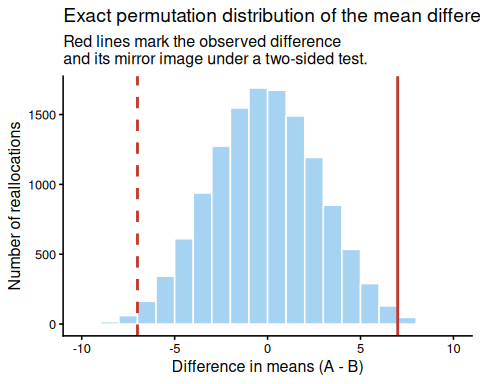 Exact permutation distribution of the mean differe
Red lines mark the observed difference
and its mirror image under a two-sided test.
Number of reallocations
1500
1000
500
0
-10
-5
0
5
10
Difference in means (A - B)